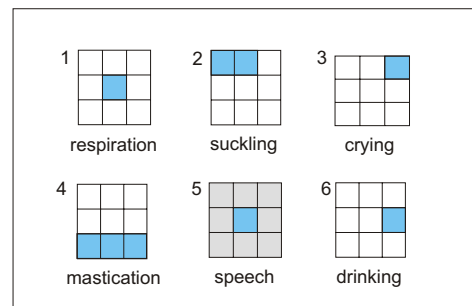 1 2 3
respiration suckling crying
4 5 6
mastication speech drinking